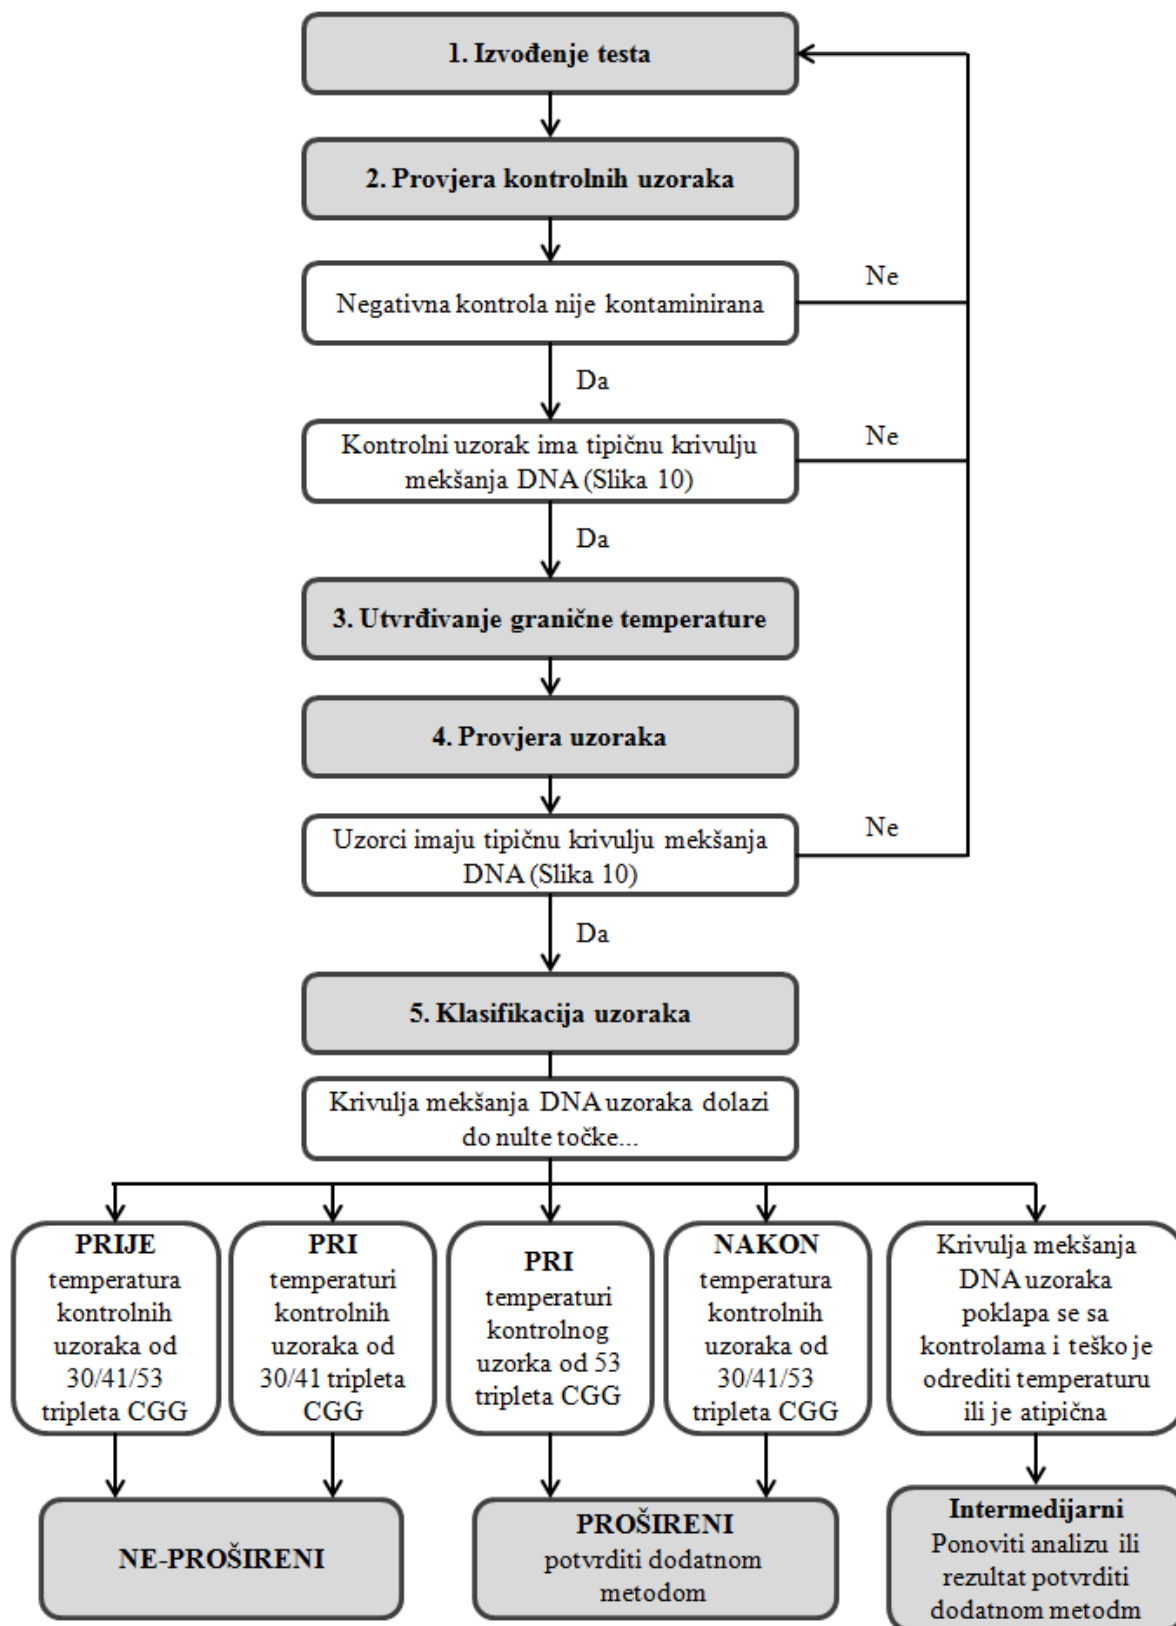 1. Izvođenje testa
2. Provjera kontrolnih uzoraka
Negativna kontrola nije kontaminirana
Ne
Da
Kontrolni uzorak ima tipičnu krivulju
mekšanja DNA (Slika 10)
Ne
Da
3. Utvrđivanje granične temperature
4. Provjera uzoraka
Uzorci imaju tipičnu krivulju mekšanja
DNA (Slika 10)
Ne
Da
5. Klasifikacija uzoraka
Krivulja mekšanja DNA uzoraka dolazi
do nulte točke...
PRIJE
temperatura
kontrolnih
uzoraka od
30/41/53
tripleta CGG
PRI
temperaturi
kontrolnih
uzoraka od
30/41 tripleta
CGG
PRI
temperaturi
kontrolnog
uzorka od 53
tripleta CGG
NAKON
temperatura
kontrolnih
uzoraka od
30/41/53
tripleta CGG
Krivulja mekšanja
DNA uzoraka
poklapa se sa
kontrolama i teško je
odrediti temperaturu
ili je atipična
NE-PROŠIRENI
PROŠIRENI
potvrditi dodatnom
metodom
Intermedijarni
Ponoviti analizu ili
rezultat potvrditi
dodatnom metodm